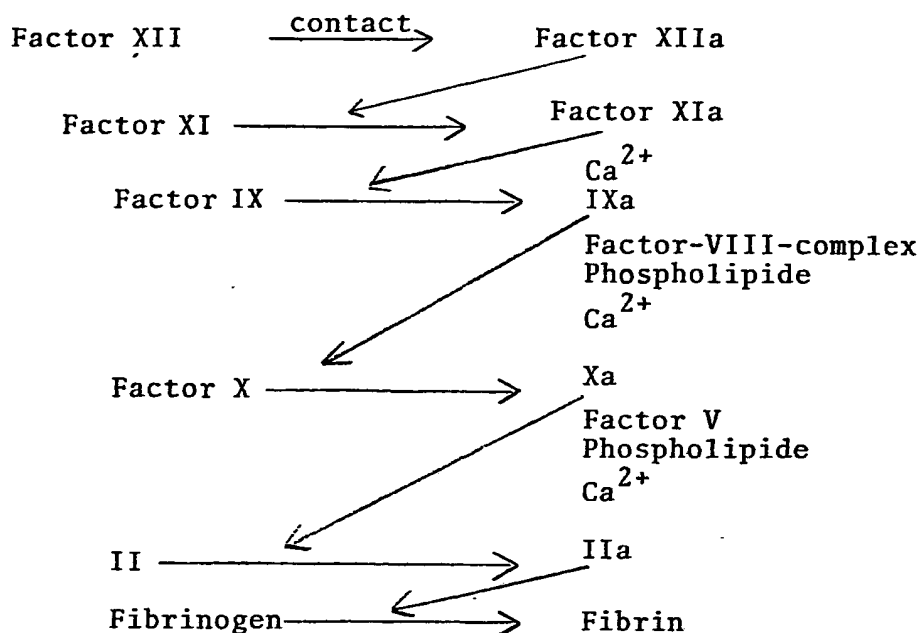 contact
Factor XII Factor XIIa
Factor XI Factor XIa
Ca2+
Factor IX IXa
Factor-VIII-complex
Phospholipide
Ca2+
Factor X Xa
Factor V
Phospholipide
Ca2+
II IIa
Fibrinogen Fibrin